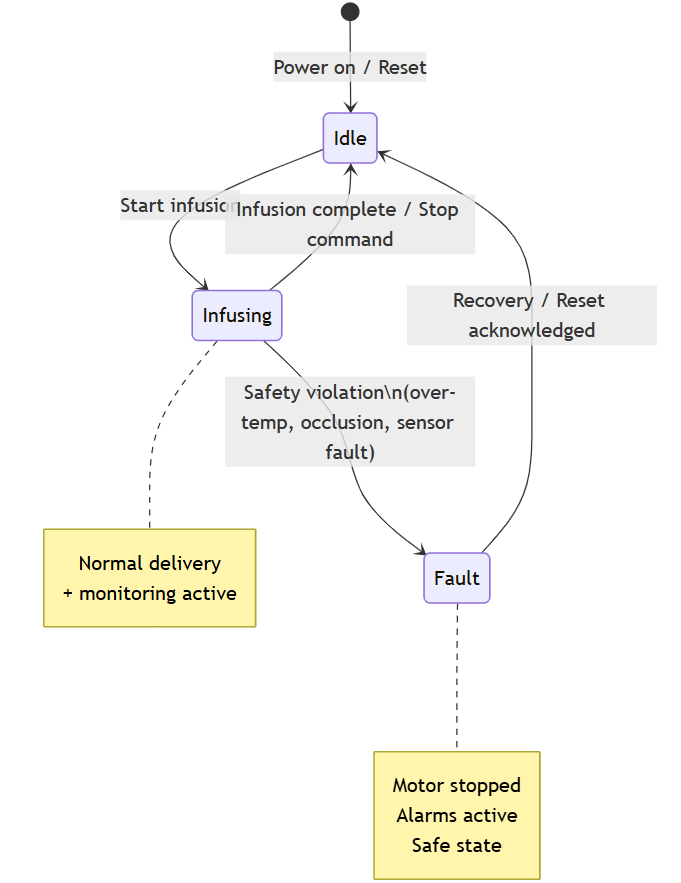 Power on / Reset
Idle
Start infusion
Infusion complete / Stop
command
Recovery / Reset
acknowledged
Infusing
Safety violation\n(over-
temp, occlusion, sensor
fault)
Normal delivery
+ monitoring active
Fault
Motor stopped
Alarms active
Safe state